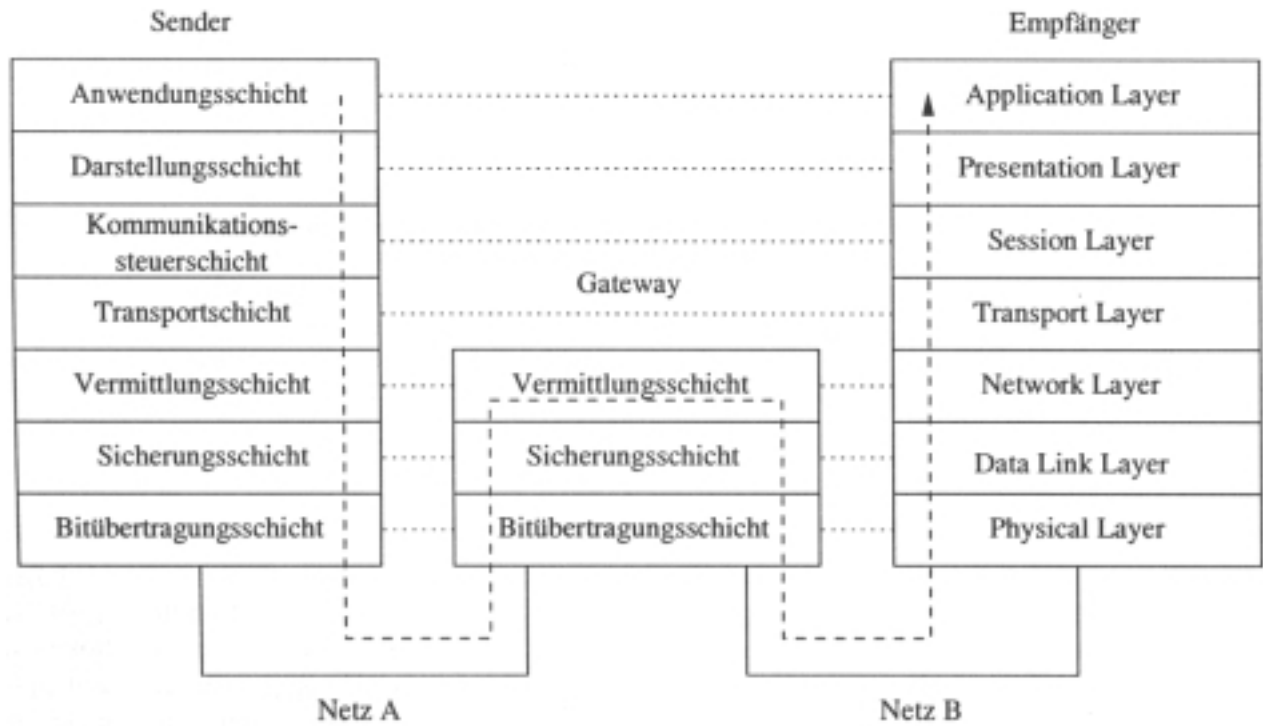 Sender
Empfänger
Anwendungsschicht
Application Layer
Darstellungsschicht
Presentation Layer
Kommunikations-
steuerschicht
Session Layer
Gateway
Transportschicht
Transport Layer
Vermittlungsschicht
Vermittlungsschicht
Network Layer
Sicherungsschicht
Sicherungsschicht
Data Link Layer
Bitübertragungsschicht
Bitübertragungsschicht
Physical Layer
Netz A
Netz B